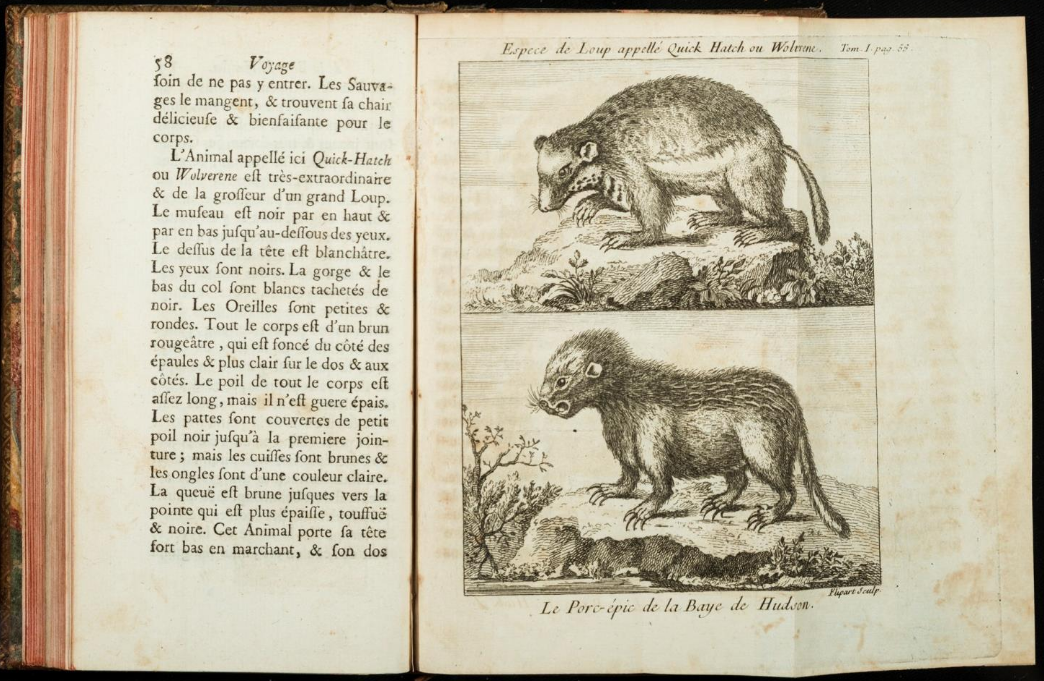 58 Voyage
ſoin de ne pas y entrer. Les Sauva-
ges le mangent, & trouvent ſa chair
délicieuſe & bienfaiſante pour le
corps.
L'Animal appellé ici Quick-Hatch
ou Wolverene eſt très-extraordinaire
& de la groſſeur d'un grand Loup.
Le muſeau eſt noir par en haut &
par en bas juſqu'au-deſſous des yeux.
Le deſſus de la tête eſt blanchâtre.
Les yeux ſont noirs. La gorge & le
bas du col ſont blancs tachetés de
noir. Les Oreilles ſont petites &
rondes. Tout le corps eſt d'un brun
rougeâtre, qui eſt foncé du côté des
épaules & plus clair ſur le dos & aux
côtés. Le poil de tout le corps eſt
aſſez long, mais il n'eſt guere épais.
Les pattes ſont couvertes de petit
poil noir juſqu'à la premiere join-
ture ; mais les cuiſſes ſont brunes &
les ongles ſont d'une couleur claire.
La queuë eſt brune juſques vers la
pointe qui eſt plus épaiſſe, touffuë
& noire. Cet Animal porte ſa tête
fort bas en marchant, & ſon dos
Espece de Loup appellé Quick Hatch ou Wolverene. Tom. I. pag. 58.
Flipart Sculp.
Le Porc-épic de la Baye de Hudson.